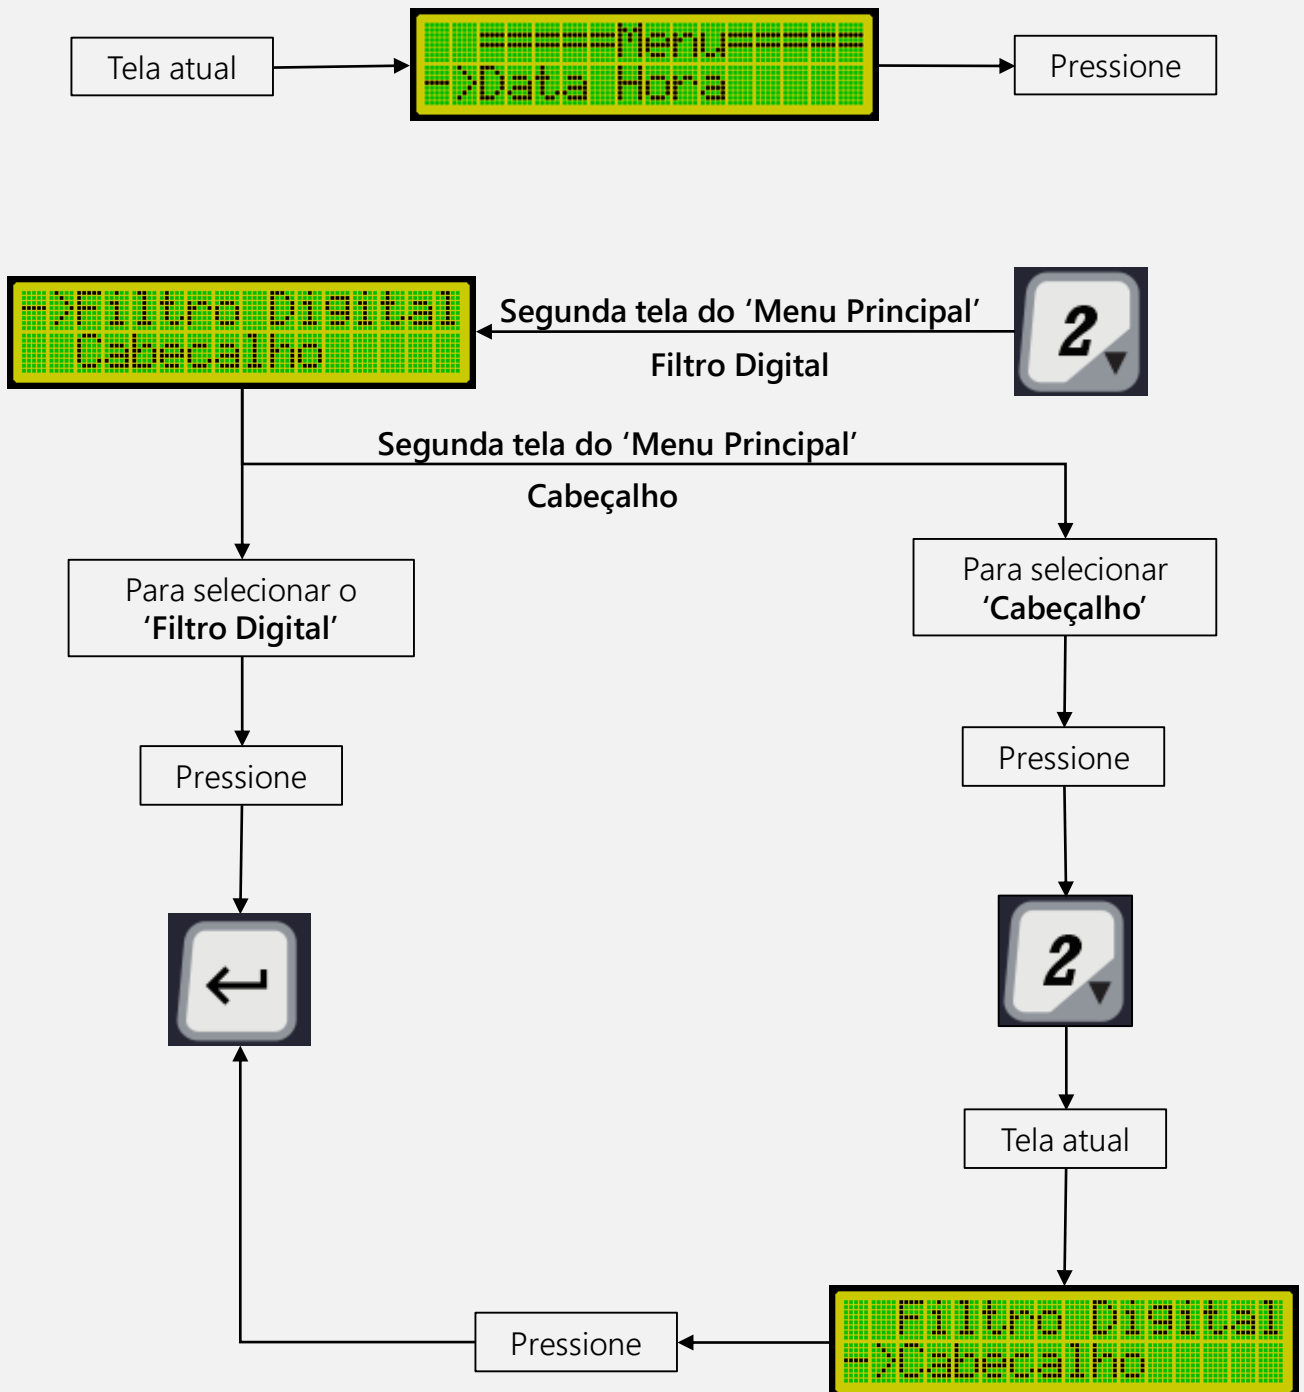 Tela atual
======Menu======
->Data Hora
Pressione
->Filtro Digital
Cabecalho
Segunda tela do ‘Menu Principal’
Filtro Digital
2
Segunda tela do ‘Menu Principal’
Cabeçalho
Para selecionar o
‘Filtro Digital’
Para selecionar
‘Cabeçalho’
Pressione
Pressione
2
Tela atual
Pressione
Filtro Digital
->Cabecalho